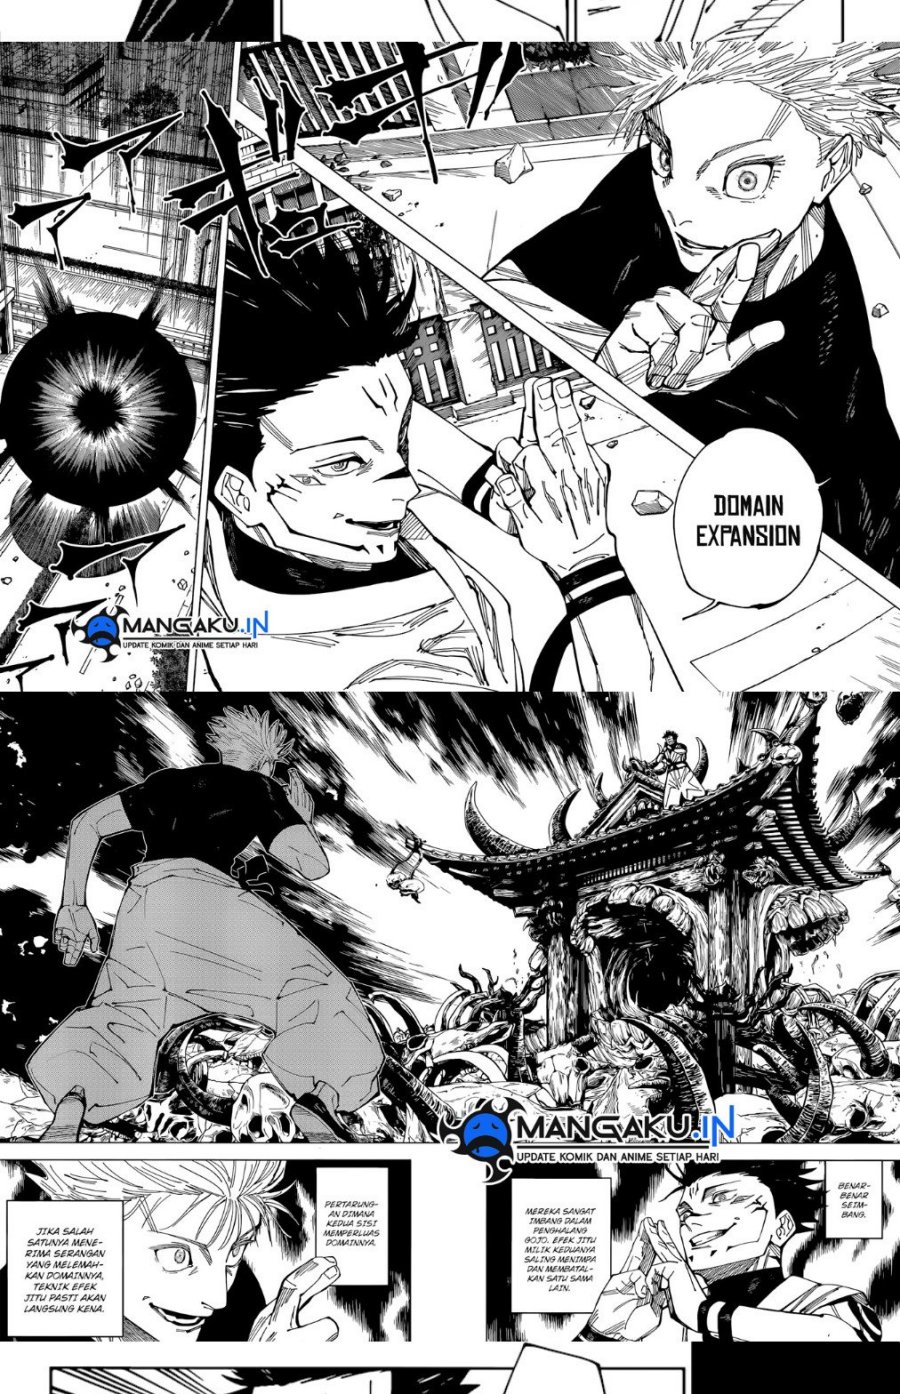 DOMAIN
EXPANSION
MANGAKU.IN
UPDATE KOMIK DAN ANIME SETIAP HARI
MANGAKU.IN
UPDATE KOMIK DAN ANIME SETIAP HARI
BENAR-
BENAR
SEIM-
BANG.
MEREKA SANGAT
IMBANG DALAM
PENGHALANG
GOJO. EFEK JITU
MILIK KEDUANYA
SALING MENIMPA
DAN MEMBATAL-
KAN SATU SAMA
LAIN.
PERTARUNG-
AN DIMANA
KEDUA SISI
MEMPERLUAS
DOMAINNYA.
JIKA SALAH
SATUNYA MENE-
RIMA SERANGAN
YANG MELEMAH-
KAN DOMAINNYA,
TEKNIK EFEK
JITU PASTI AKAN
LANGSUNG KENA.